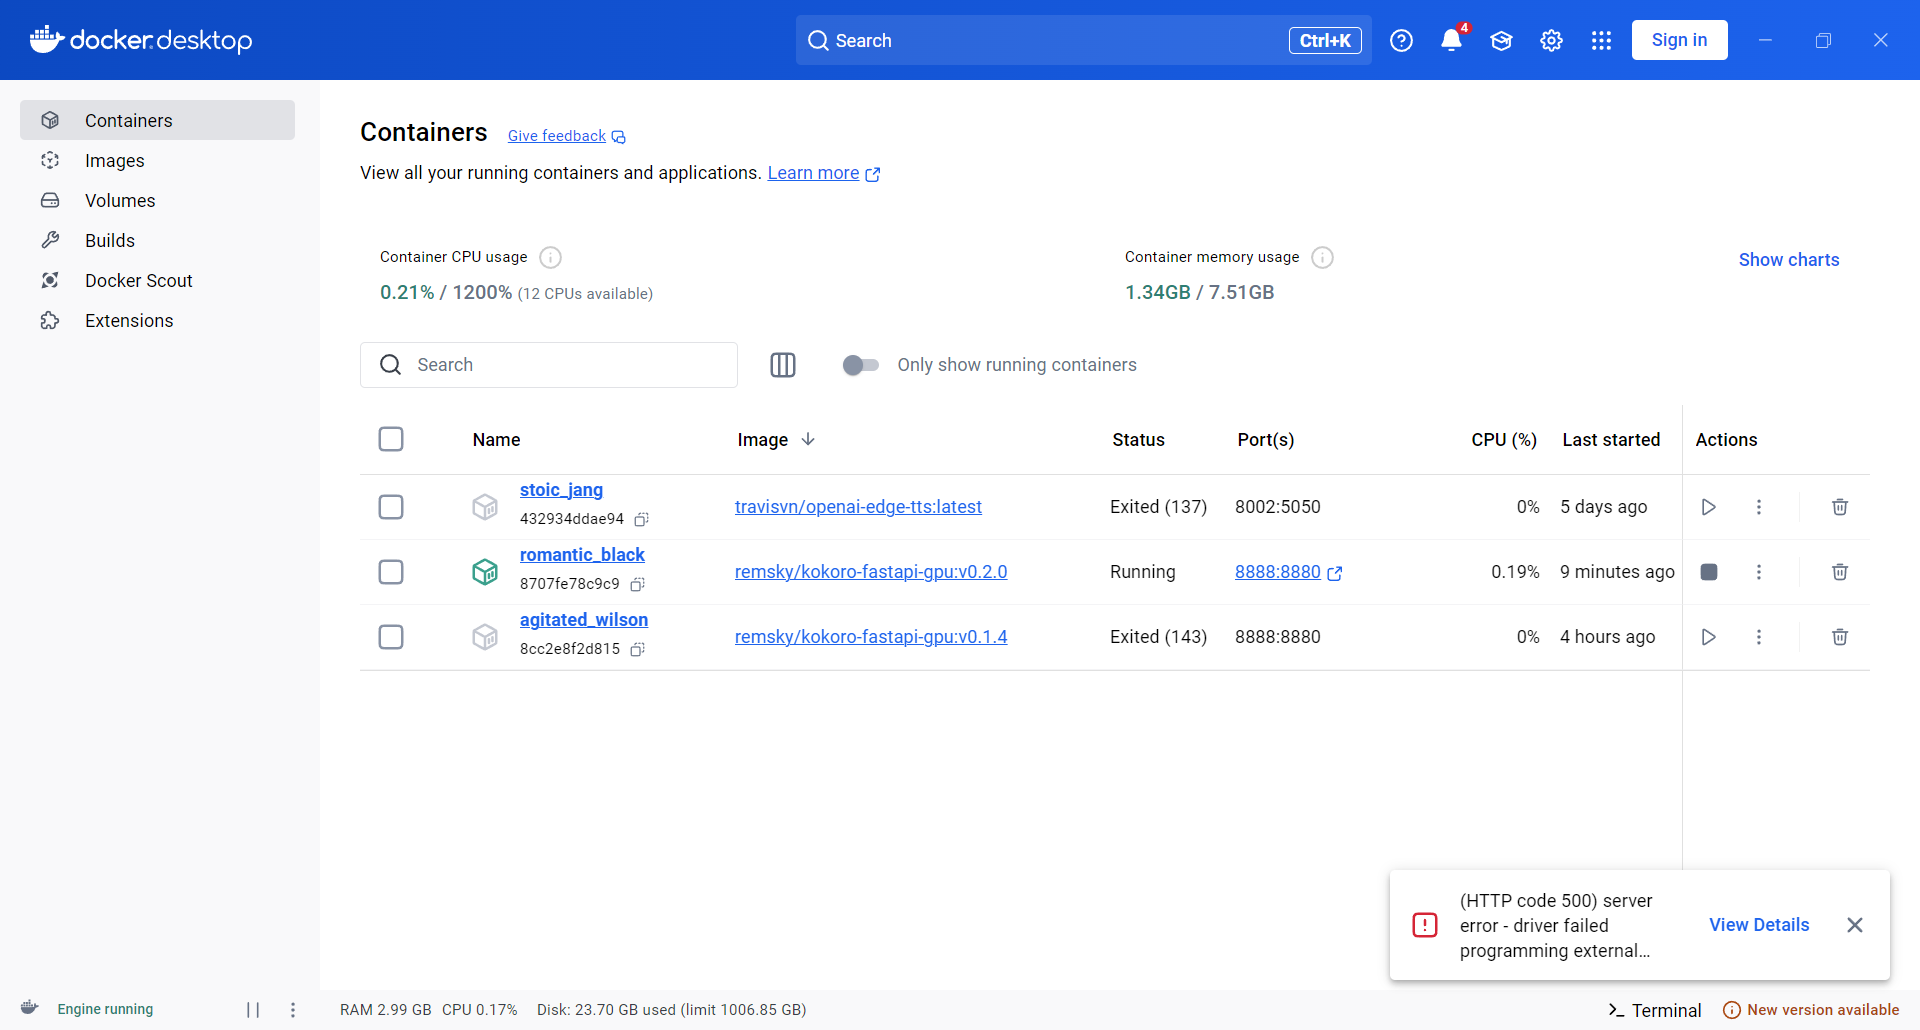 docker.desktop
Search
Ctrl+K
4
Sign in
Containers
Images
Volumes
Builds
Docker Scout
Extensions
Containers
Give feedback
View all your running containers and applications. Learn more
Container CPU usage
0.21% / 1200% (12 CPUs available)
Container memory usage
1.34GB / 7.51GB
Show charts
Search
Only show running containers
Name Image Status Port(s) CPU (%) Last started Actions
stoic_jang
432934ddae94
travisvn/openai-edge-tts:latest Exited (137) 8002:5050 0% 5 days ago
romantic_black
8707fe78c9c9
remsky/kokoro-fastapi-gpu:v0.2.0 Running 8888:8880 0.19% 9 minutes ago
agitated_wilson
8cc2e8f2d815
remsky/kokoro-fastapi-gpu:v0.1.4 Exited (143) 8888:8880 0% 4 hours ago
(HTTP code 500) server
error - driver failed
programming external...
View Details
Engine running
RAM 2.99 GB CPU 0.17% Disk: 23.70 GB used (limit 1006.85 GB)
Terminal
New version available